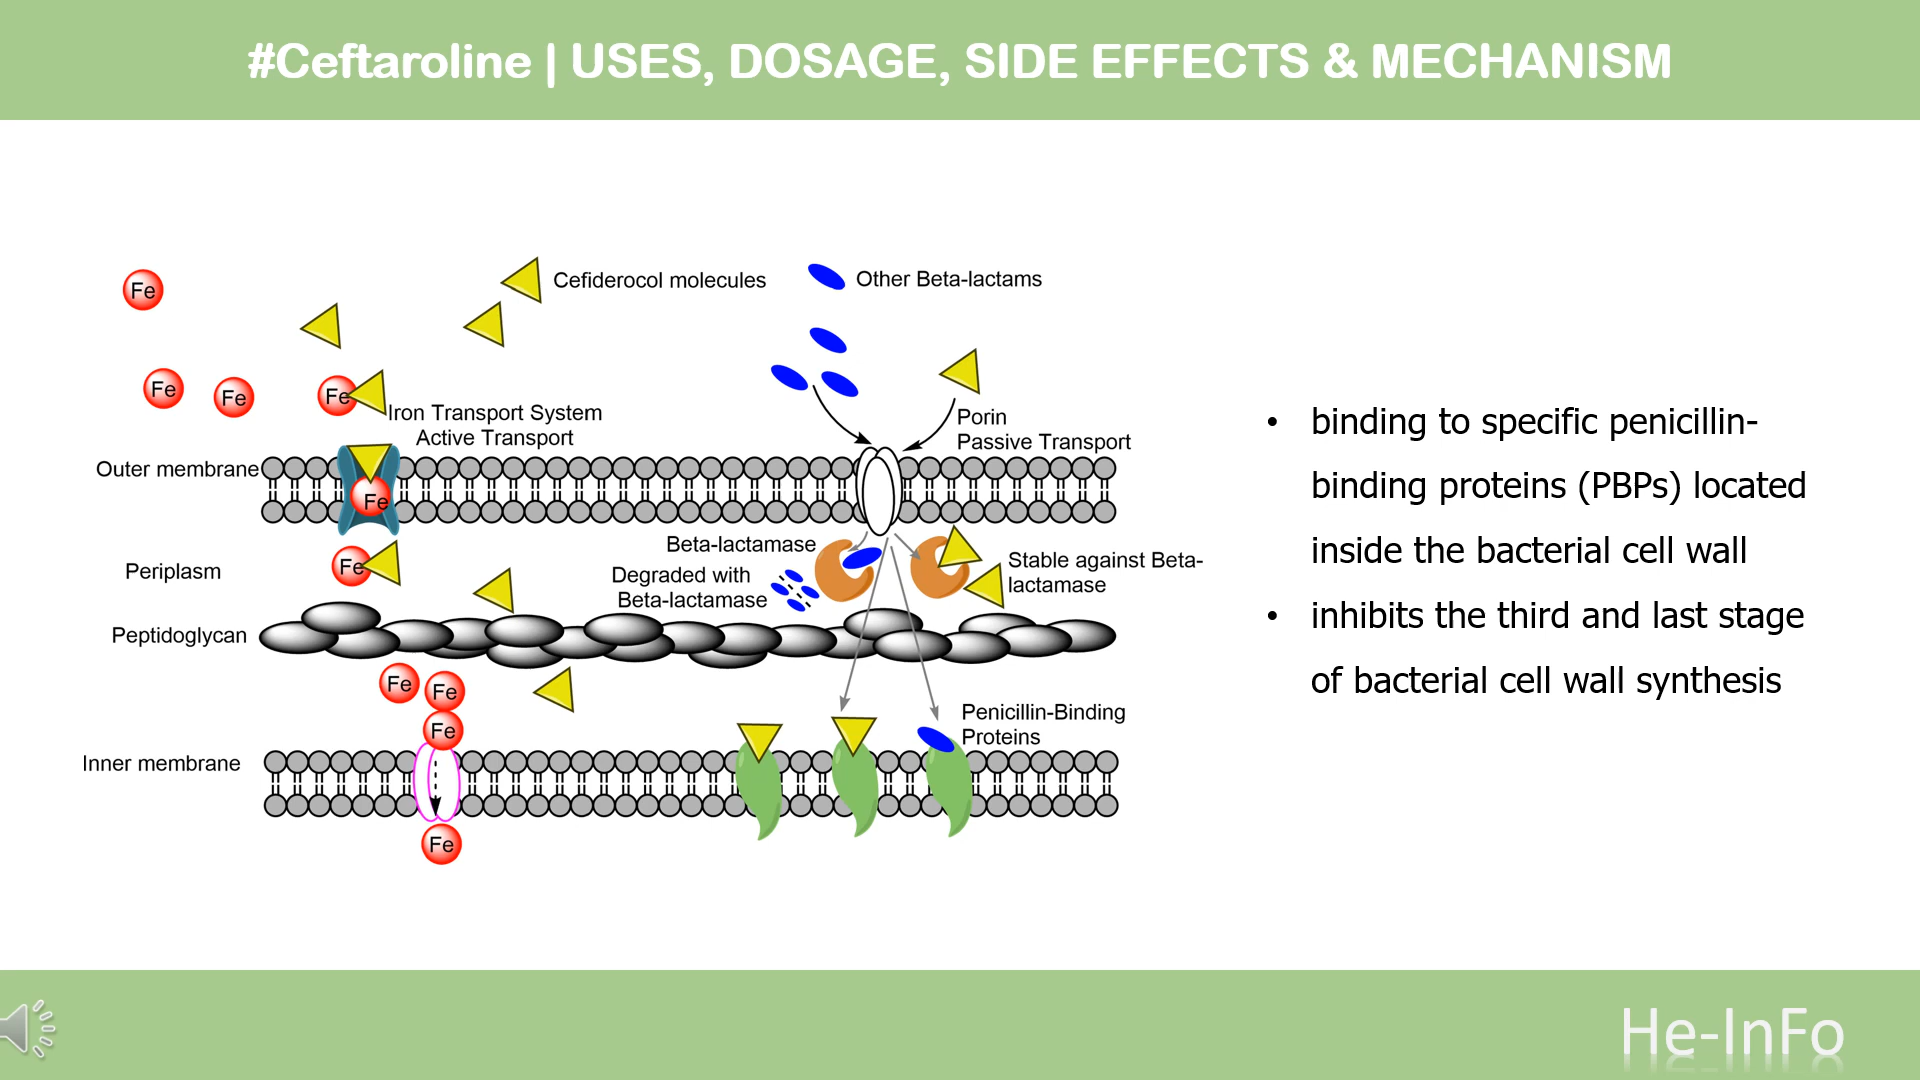 #Ceftaroline | USES, DOSAGE, SIDE EFFECTS & MECHANISM
Cefiderocol molecules
Other Beta-lactams
Fe
Fe
Fe
Fe
Iron Transport System
Active Transport
Porin
Passive Transport
Outer membrane
Fe
Beta-lactamase
Degraded with
Beta-lactamase
Stable against Beta-
lactamase
Periplasm
Fe
Peptidoglycan
Fe
Fe
Fe
Penicillin-Binding
Proteins
Inner membrane
Fe
• binding to specific penicillin-
binding proteins (PBPs) located
inside the bacterial cell wall
• inhibits the third and last stage
of bacterial cell wall synthesis
He-InFo